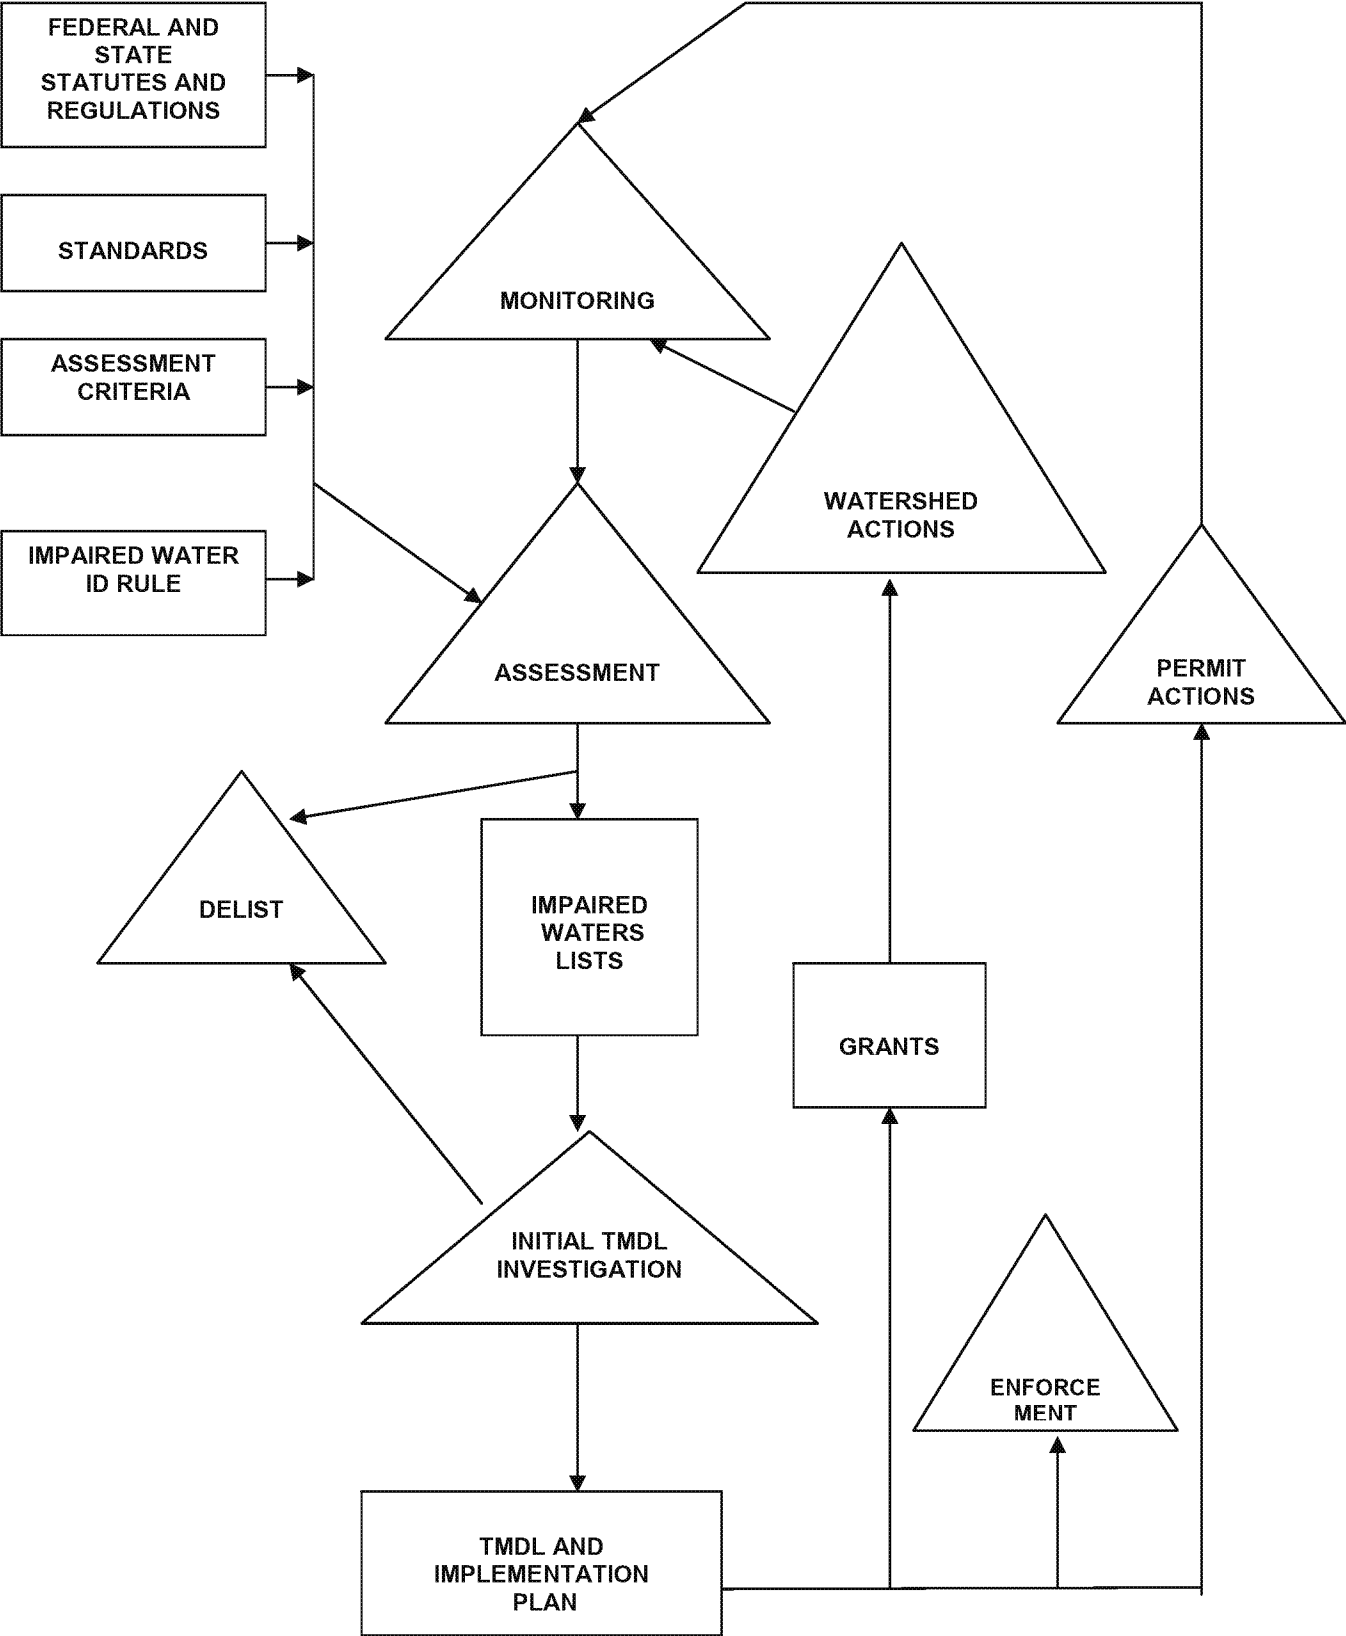 FEDERAL AND
STATE
STATUTES AND
REGULATIONS
STANDARDS
ASSESSMENT
CRITERIA
IMPAIRED WATER
ID RULE
MONITORING
WATERSHED
ACTIONS
ASSESSMENT
PERMIT
ACTIONS
DELIST
IMPAIRED
WATERS
LISTS
GRANTS
INITIAL TMDL
INVESTIGATION
ENFORCE
MENT
TMDL AND
IMPLEMENTATION
PLAN